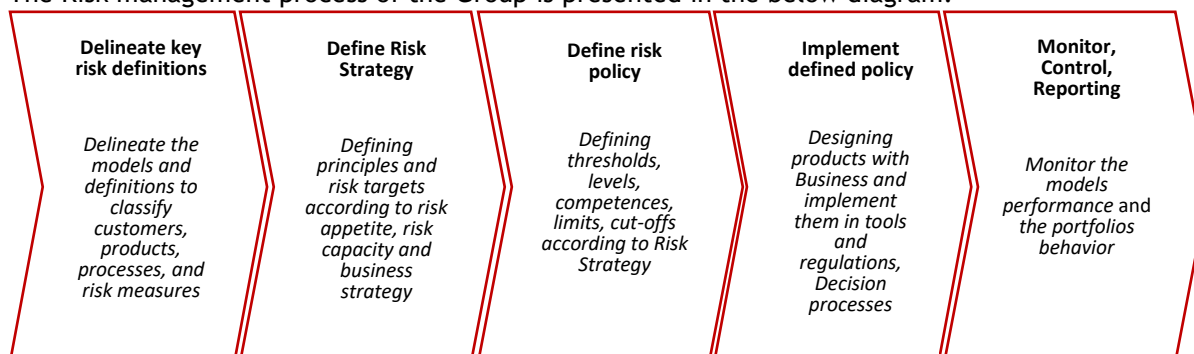 The Risk management process of the Group is presented in the below diagram:
Delineate key
risk definitions
Delineate the
models and
definitions to
classify
customers,
products,
processes, and
risk measures
Define Risk
Strategy
Defining
principles and
risk targets
according to risk
appetite, risk
capacity and
business
strategy
Define risk
policy
Defining
thresholds,
levels,
competences,
limits, cut-offs
according to Risk
Strategy
Implement
defined policy
Designing
products with
Business and
implement
them in tools
and
regulations,
Decision
processes
Monitor,
Control,
Reporting
Monitor the
models
performance and
the portfolios
behavior